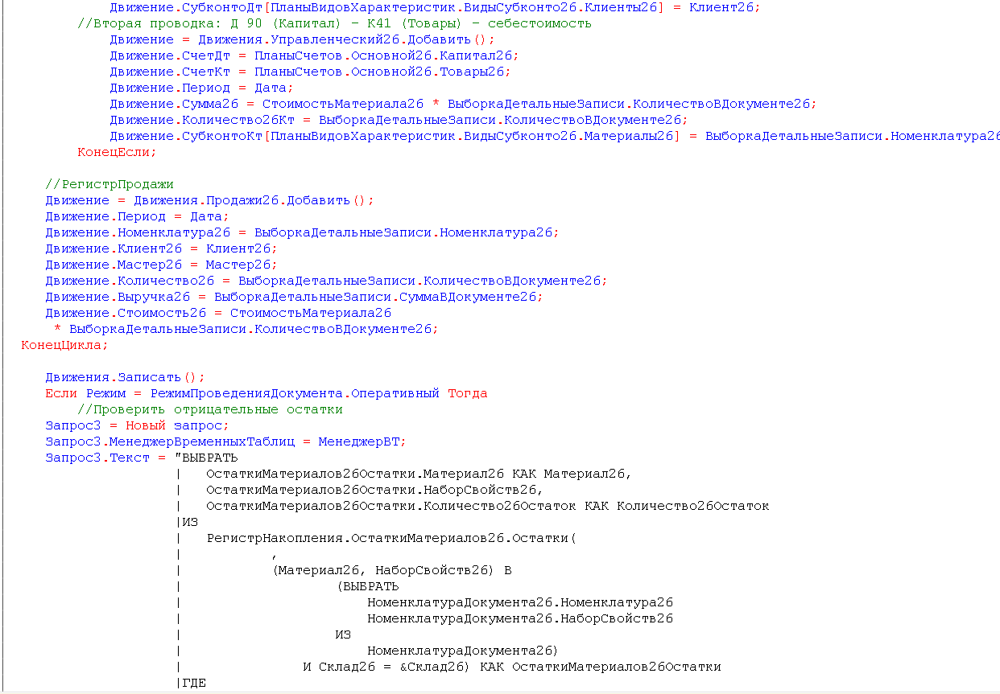 Движение.СубконтоДт[ПланыВидовХарактеристик.ВидыСубконто26.Клиенты26] = Клиент26;
//Вторая проводка: Д 90 (Капитал) - К41 (Товары) - себестоимость
Движение = Движения.Управленческий26.Добавить();
Движение.СчетДт = ПланыСчетов.Основной26.Капитал26;
Движение.СчетКт = ПланыСчетов.Основной26.Товары26;
Движение.Период = Дата;
Движение.Сумма26 = СтоимостьМатериала26 * ВыборкаДетальныеЗаписи.КоличествоВДокументе26;
Движение.Количество26Кт = ВыборкаДетальныеЗаписи.КоличествоВДокументе26;
Движение.СубконтоКт[ПланыВидовХарактеристик.ВидыСубконто26.Материалы26] = ВыборкаДетальныеЗаписи.Номенклатура26
КонецЕсли;
//РегистрПродажи
Движение = Движения.Продажи26.Добавить();
Движение.Период = Дата;
Движение.Номенклатура26 = ВыборкаДетальныеЗаписи.Номенклатура26;
Движение.Клиент26 = Клиент26;
Движение.Мастер26 = Мастер26;
Движение.Количество26 = ВыборкаДетальныеЗаписи.КоличествоВДокументе26;
Движение.Выручка26 = ВыборкаДетальныеЗаписи.СуммаВДокументе26;
Движение.Стоимость26 = СтоимостьМатериала26
* ВыборкаДетальныеЗаписи.КоличествоВДокументе26;
КонецЦикла;
Движения.Записать();
Если Режим = РежимПроведенияДокумента.Оперативный Тогда
//Проверить отрицательные остатки
Запрос3 = Новый запрос;
Запрос3.МенеджерВременныхТаблиц = МенеджерВТ;
Запрос3.Текст = "ВЫБРАТЬ
| ОстаткиМатериалов26Остатки.Материал26 КАК Материал26,
| ОстаткиМатериалов26Остатки.НаборСвойств26,
| ОстаткиМатериалов26Остатки.Количество26Остаток КАК Количество26Остаток
|ИЗ
| РегистрНакопления.ОстаткиМатериалов26.Остатки(
| ,
| (Материал26, НаборСвойств26) В
| (ВЫБРАТЬ
| НоменклатураДокумента26.Номенклатура26
| НоменклатураДокумента26.НаборСвойств26
| ИЗ
| НоменклатураДокумента26)
| И Склад26 = &Склад26) КАК ОстаткиМатериалов26Остатки
|ГДЕ